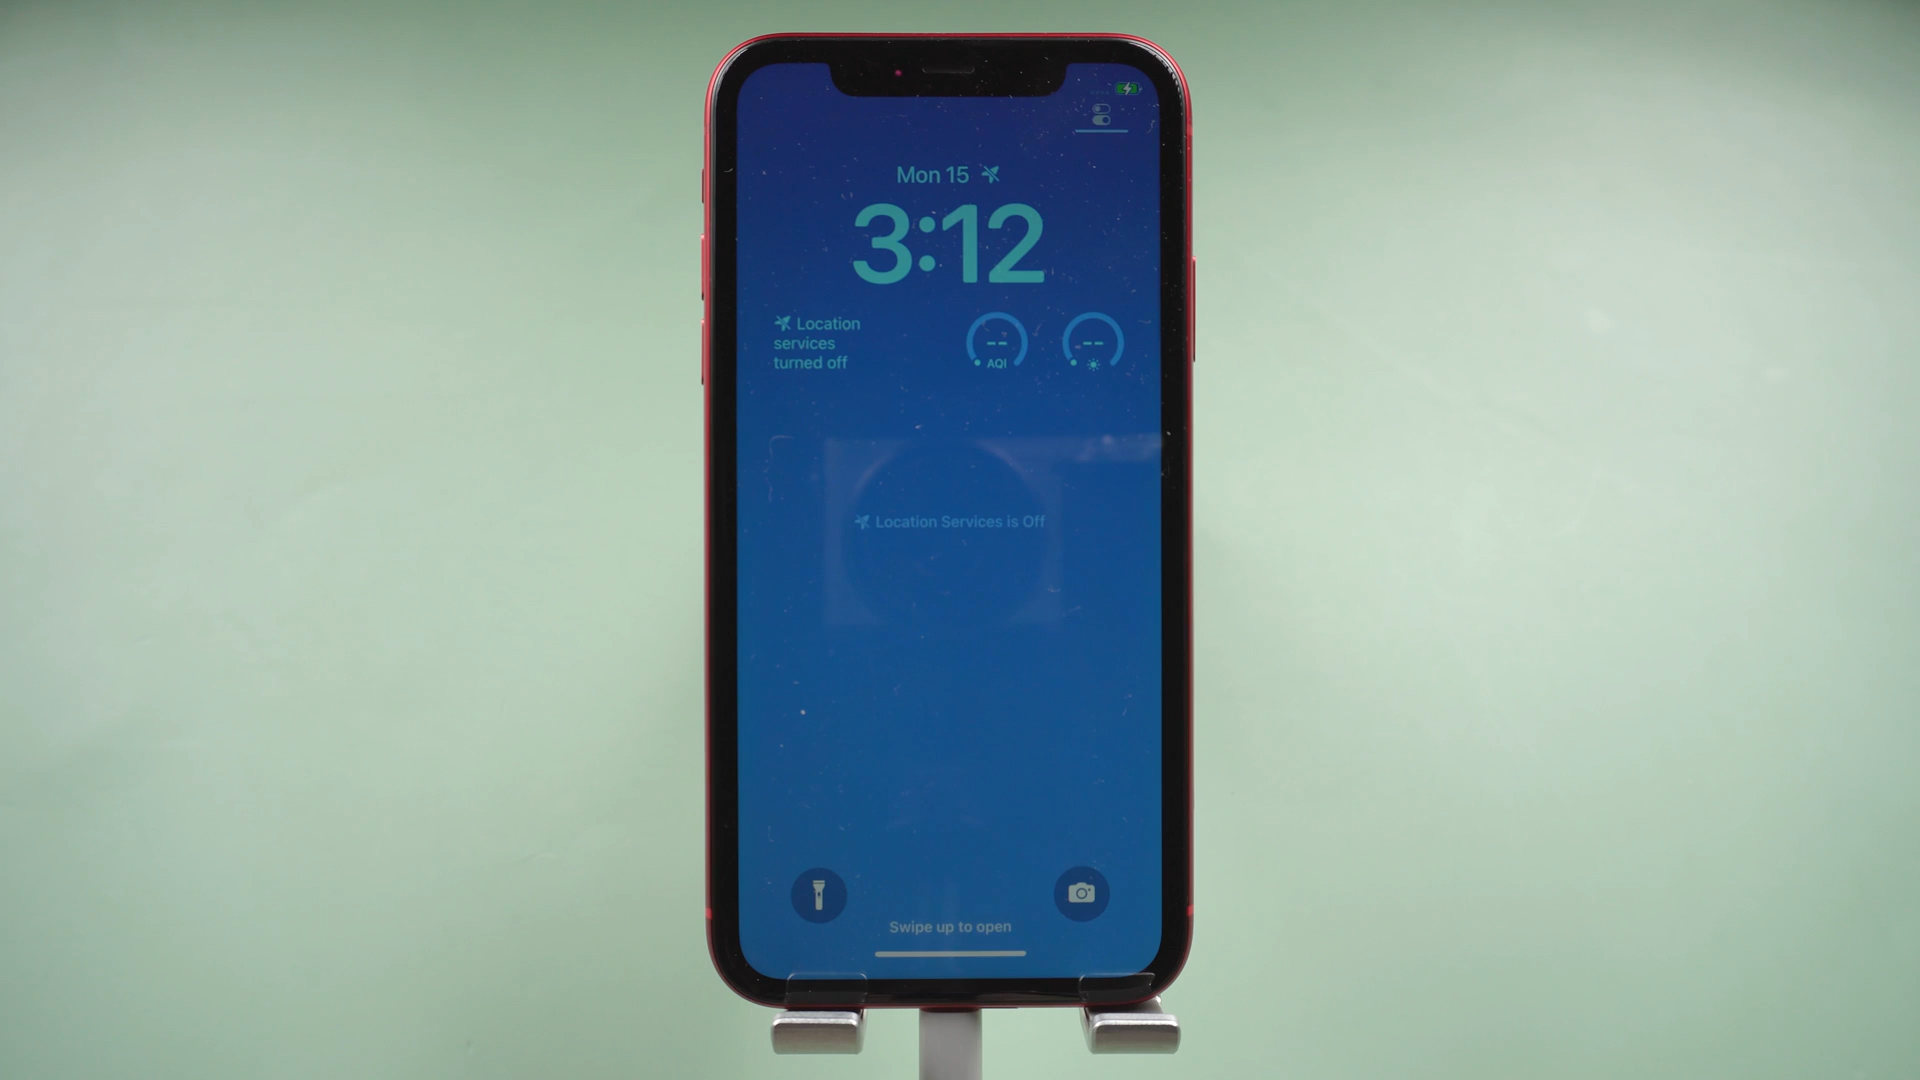 Mon 15
3:12
Location
services
turned off
-- AQI
--
Location Services is Off
Swipe up to open